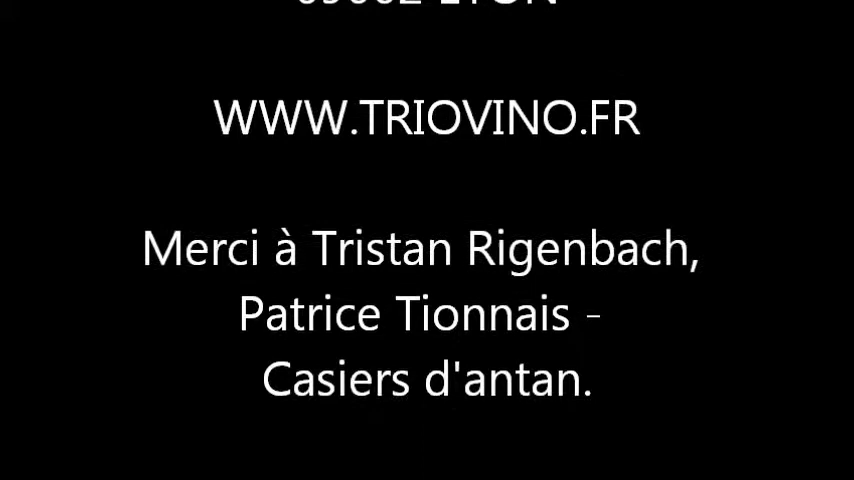 WWW.TRIOVINO.FR
Merci à Tristan Rigenbach,
Patrice Tionnais -
Casiers d'antan.